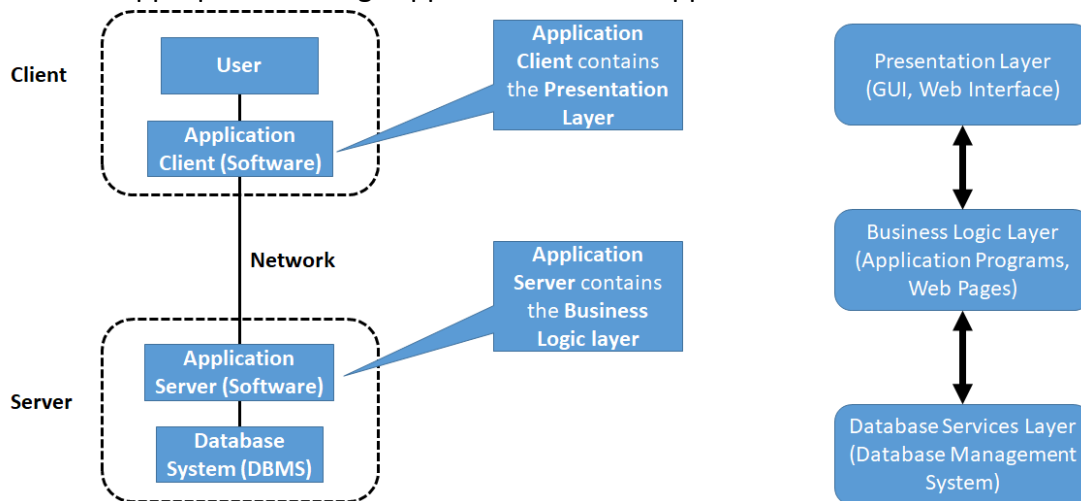 Client
User
Application
Client (Software)
Application
Client contains
the Presentation
Layer
Network
Application
Server contains
the Business
Logic layer
Server
Application
Server (Software)
Database
System (DBMS)
Presentation Layer
(GUI, Web Interface)
Business Logic Layer
(Application Programs,
Web Pages)
Database Services Layer
(Database Management
System)